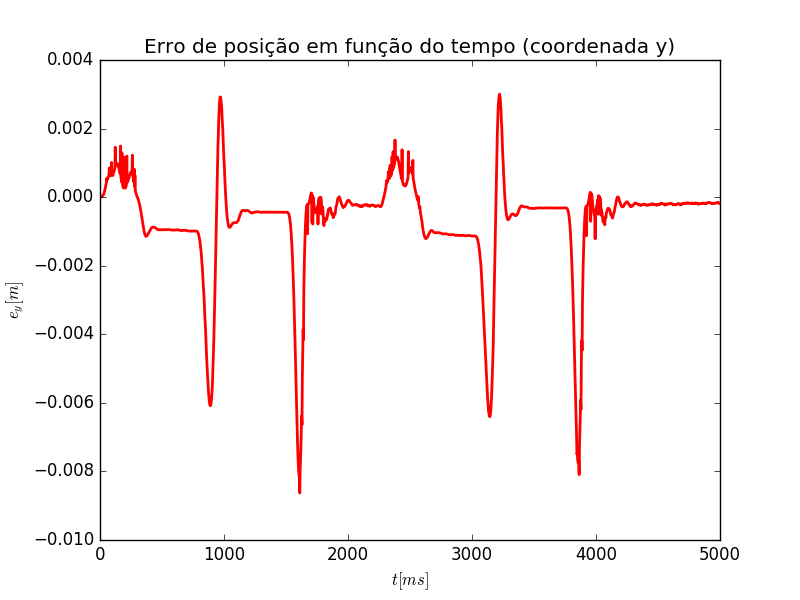 Erro de posição em função do tempo (coordenada y)
0.004
0.002
0.000
−0.002
−0.004
−0.006
−0.008
−0.010
e_y[m]
0 1000 2000 3000 4000 5000
t[ms]